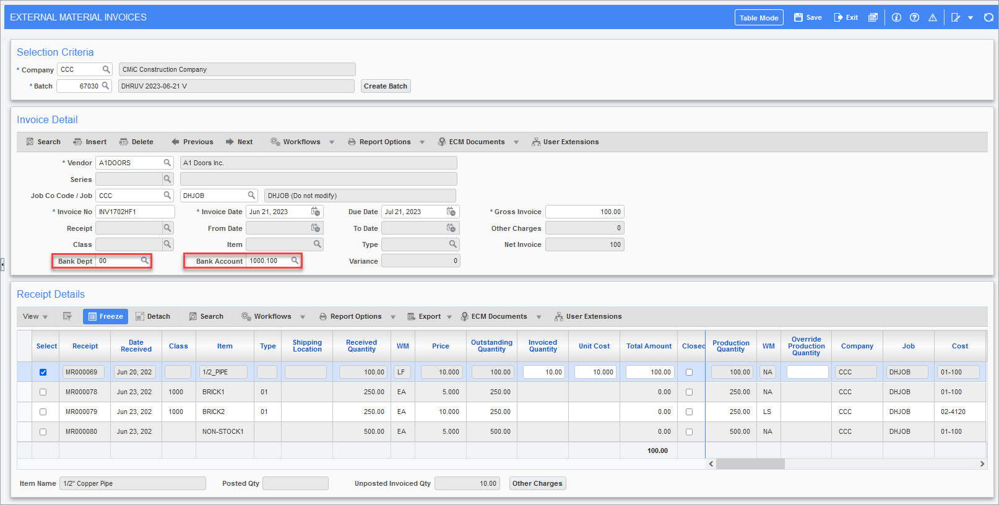 EXTERNAL MATERIAL INVOICES Table Mode Save Exit
Selection Criteria
* Company CCC CMiC Construction Company
* Batch 67030 DHRUV 2023-06-21 V Create Batch
Invoice Detail
Search Insert Delete Previous Next Workflows Report Options ECM Documents User Extensions
* Vendor A1DOORS A1 Doors Inc.
Series
Job Co Code / Job CCC DHJOB DHJOB (Do not modify)
* Invoice No INV1702HF1 * Invoice Date Jun 21, 2023 Due Date Jul 21, 2023 * Gross Invoice 100.00
Receipt From Date To Date Other Charges 0
Class Item Type Net Invoice 100
Bank Dept 00 Bank Account 1000.100 Variance 0
Receipt Details
View Freeze Detach Search Workflows Report Options Export ECM Documents User Extensions
Select Receipt Date Received Class Item Type Shipping Location Received Quantity WM Price Outstanding Quantity Invoiced Quantity Unit Cost Total Amount Closed Production Quantity WM Override Production Quantity Company Job Cost
MR000069 Jun 20, 202 1/2_PIPE 100.00 LF 10.000 100.00 10.00 10.000 100.00 100.00 NA CCC DHJOB 01-100
MR000078 Jun 23, 202 1000 BRICK1 01 250.00 EA 5.000 250.00 0.00 250.00 NA CCC DHJOB 01-100
MR000079 Jun 23, 202 1000 BRICK2 01 250.00 EA 10.000 250.00 0.00 250.00 LS CCC DHJOB 02-4120
MR000080 Jun 23, 202 NON-STOCK1 500.00 EA 5.000 500.00 0.00 500.00 NA CCC DHJOB 01-100
100.00
Item Name 1/2" Copper Pipe Posted Qty Unposted Invoiced Qty 10.00 Other Charges